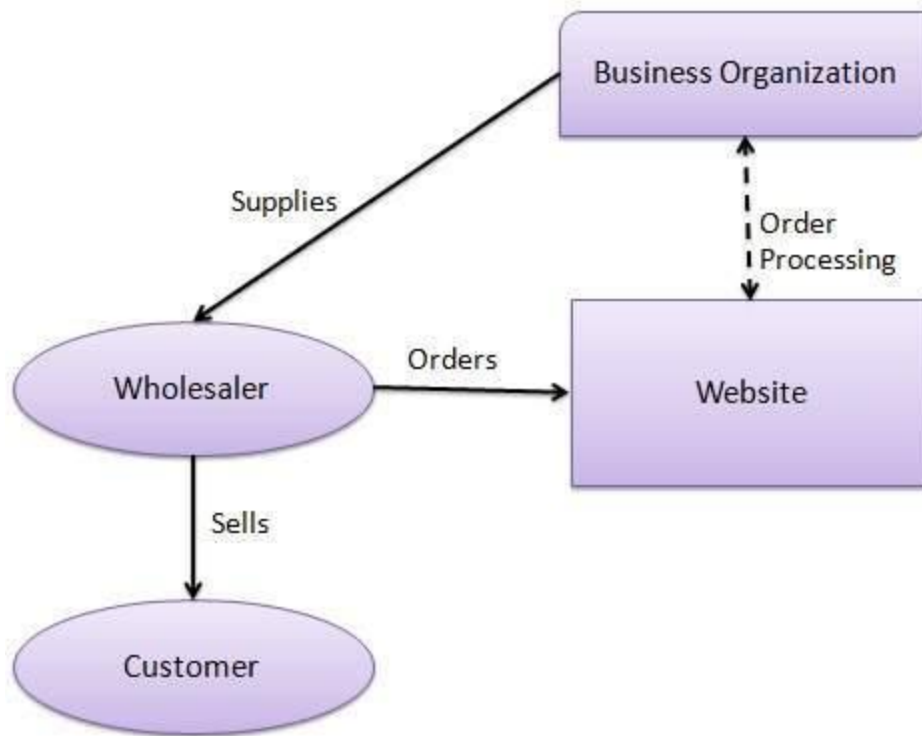 Business Organization
Supplies
Order
Processing
Orders
Wholesaler
Website
Sells
Customer